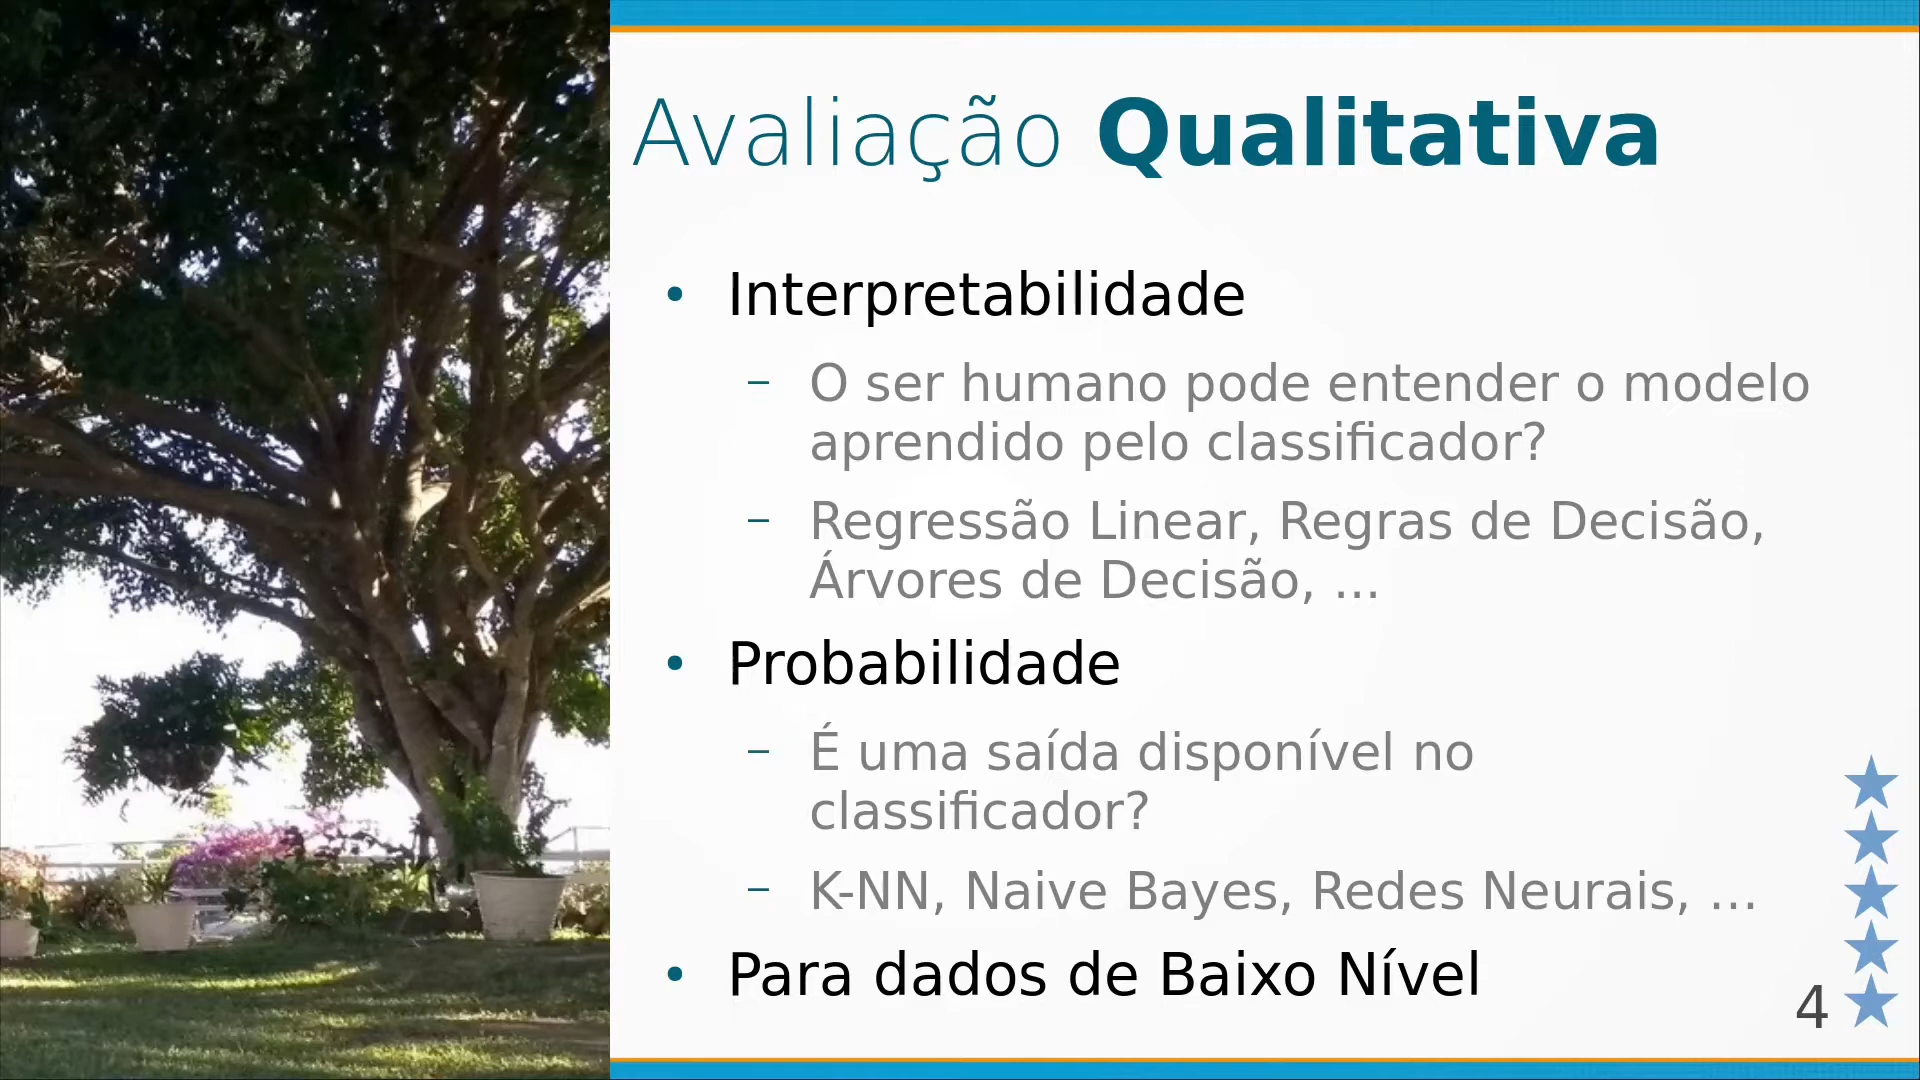 Avaliação Qualitativa
• Interpretabilidade
– O ser humano pode entender o modelo
aprendido pelo classificador?
– Regressão Linear, Regras de Decisão,
Árvores de Decisão, ...
• Probabilidade
– É uma saída disponível no
classificador?
– K-NN, Naive Bayes, Redes Neurais, ...
• Para dados de Baixo Nível
4